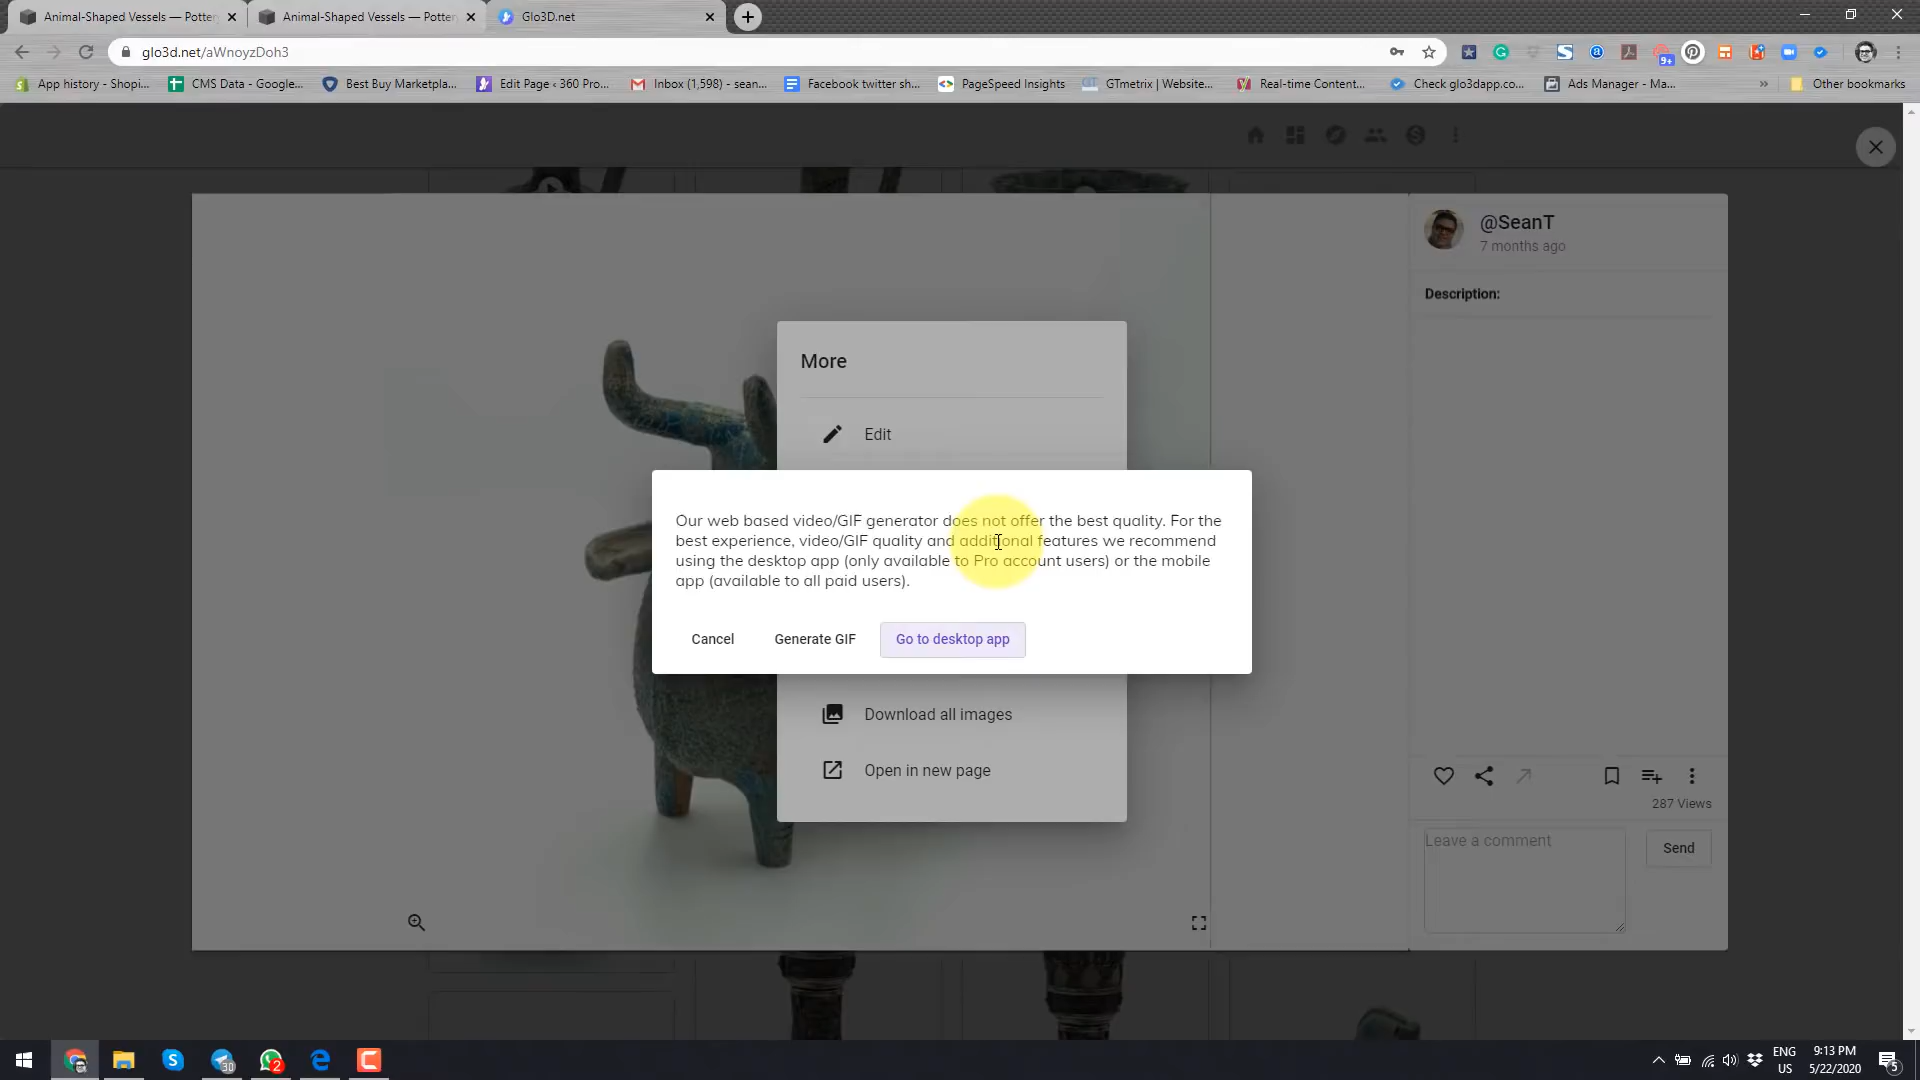 Animal-Shaped Vessels — Potter
Animal-Shaped Vessels — Potter
Glo3D.net
glo3d.net/aWnoyzDoh3
App history - Shopi...
CMS Data - Google...
Best Buy Marketpla...
Edit Page ‹ 360 Pro...
Inbox (1,598) - sean...
Facebook twitter sh...
PageSpeed Insights
GTmetrix | Website...
Real-time Content...
Check glo3dapp.co...
Ads Manager - Ma...
»
Other bookmarks
9+
@SeanT
7 months ago
Description:
More
Edit
Our web based video/GIF generator does not offer the best quality. For the
best experience, video/GIF quality and additional features we recommend
using the desktop app (only available to Pro account users) or the mobile
app (available to all paid users).
Cancel
Generate GIF
Go to desktop app
Download all images
Open in new page
287 Views
Leave a comment
Send
30
2
ENG
US
9:13 PM
5/22/2020
5